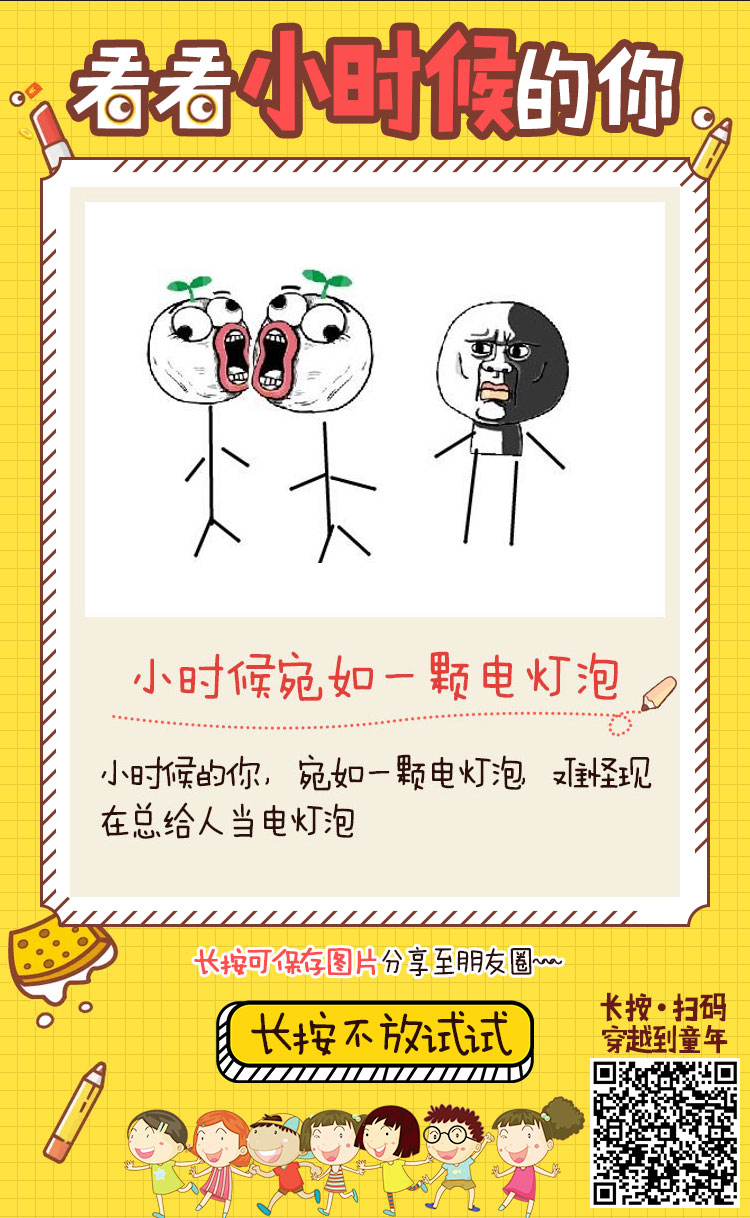 看看小时候的你
小时候宛如一颗电灯泡
小时候的你，宛如一颗电灯泡，难怪现
在总给人当电灯泡
长按可保存图片分享至朋友圈~~
长按不放试试
长按·扫码
穿越到童年